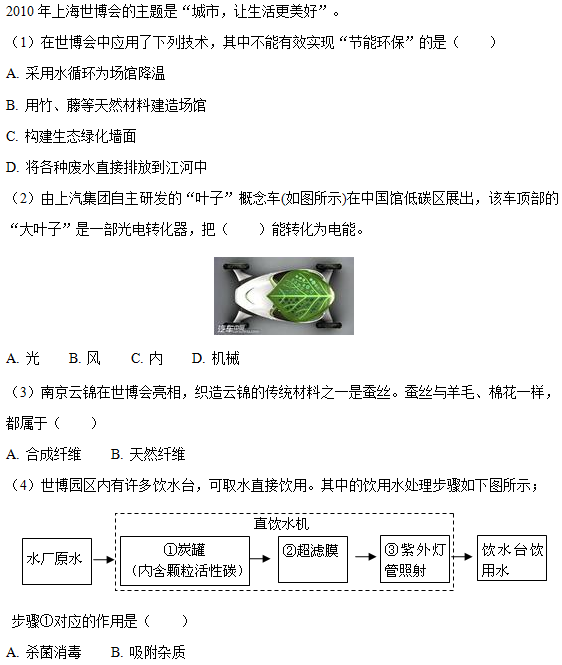 2010年上海世博会的主题是“城市，让生活更美好”。
（1）在世博会中应用了下列技术，其中不能有效实现“节能环保”的是（　　）
A. 采用水循环为场馆降温
B. 用竹、藤等天然材料建造场馆
C. 构建生态绿化墙面
D. 将各种废水直接排放到江河中
（2）由上汽集团自主研发的“叶子”概念车(如图所示)在中国馆低碳区展出，该车顶部的
“大叶子”是一部光电转化器，把（　　）能转化为电能。
汽车中国
A. 光　　B. 风　　C. 内　　D. 机械
（3）南京云锦在世博会亮相，织造云锦的传统材料之一是蚕丝。蚕丝与羊毛、棉花一样，
都属于（　　）
A. 合成纤维　　B. 天然纤维
（4）世博园区内有许多饮水台，可取水直接饮用。其中的饮用水处理步骤如下图所示；
直饮水机
水厂原水
①炭罐
（内含颗粒活性碳）
②超滤膜
③紫外灯
管照射
饮水台饮
用水
步骤①对应的作用是（　　）
A. 杀菌消毒　　B. 吸附杂质